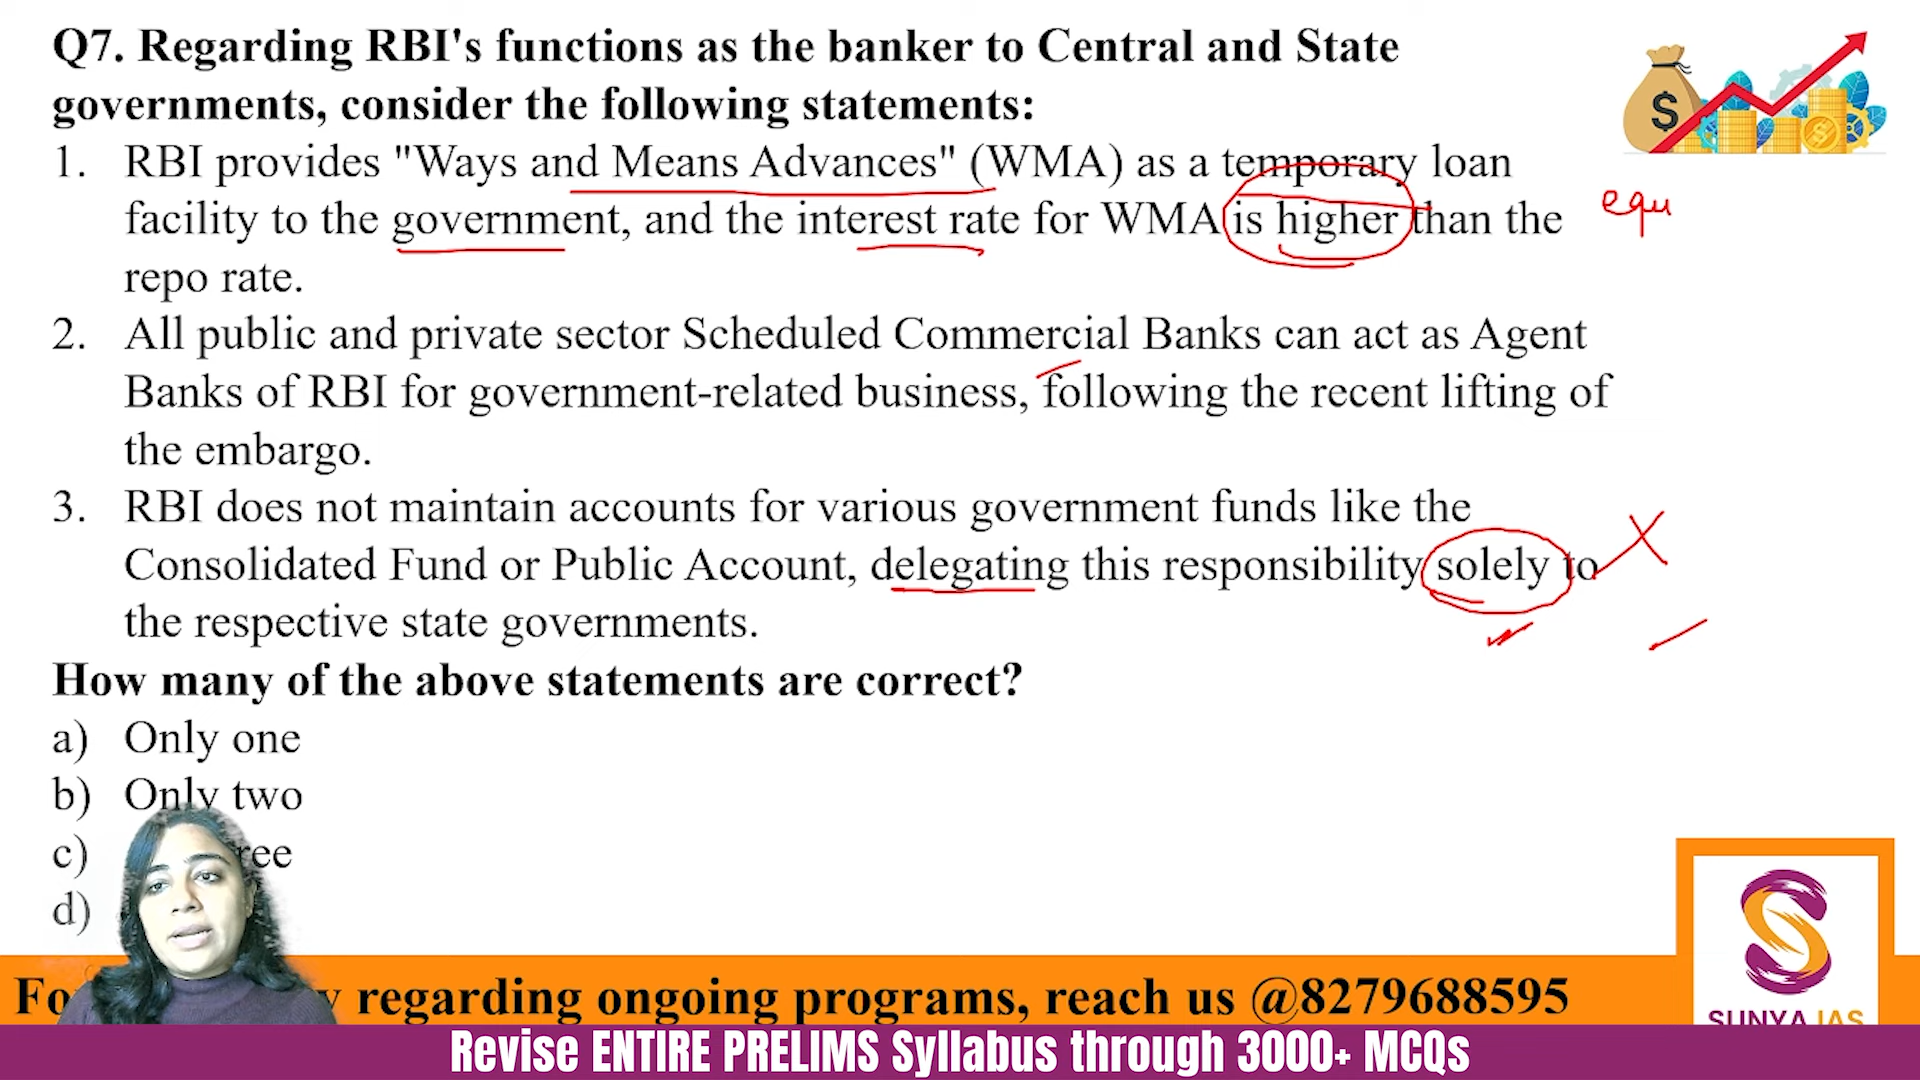 Q7. Regarding RBI's functions as the banker to Central and State
governments, consider the following statements:
1. RBI provides "Ways and Means Advances" (WMA) as a temporary loan
facility to the government, and the interest rate for WMA is higher than the
equ
repo rate.
2. All public and private sector Scheduled Commercial Banks can act as Agent
Banks of RBI for government-related business, following the recent lifting of
the embargo.
3. RBI does not maintain accounts for various government funds like the
Consolidated Fund or Public Account, delegating this responsibility solely to
the respective state governments.
How many of the above statements are correct?
a) Only one
b) Only two
c)
d)
regarding ongoing programs, reach us @8279688595
SUNYA IAS
Revise ENTIRE PRELIMS Syllabus through 3000+ MCQs